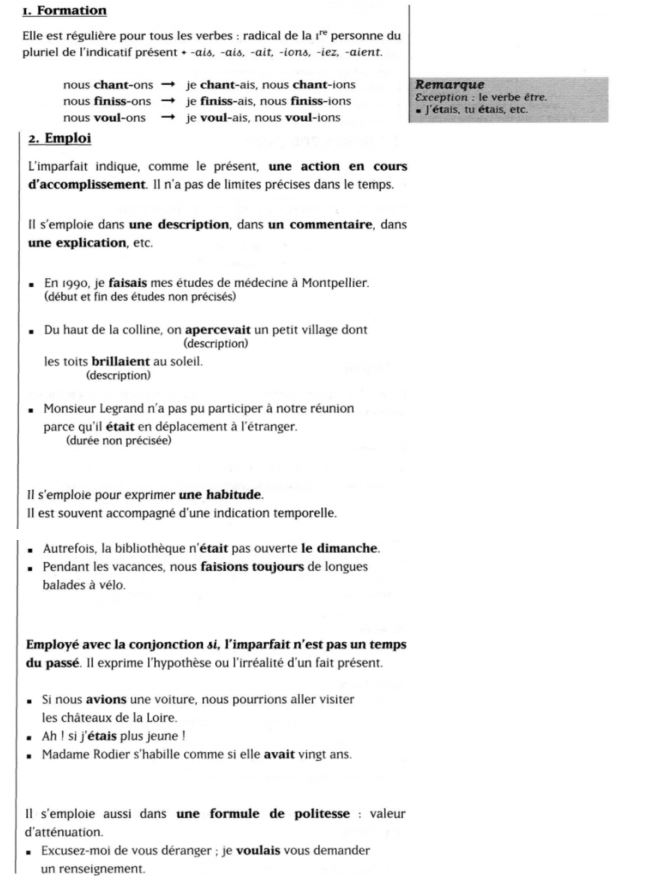 1. Formation
Elle est régulière pour tous les verbes : radical de la 1re personne du
pluriel de l'indicatif présent + -ais, -ais, -ait, -ions, -iez, -aient.
nous chant-ons → je chant-ais, nous chant-ions
nous finiss-ons → je finiss-ais, nous finiss-ions
nous voul-ons → je voul-ais, nous voul-ions
Remarque
Exception : le verbe être.
▪ J'étais, tu étais, etc.
2. Emploi
L'imparfait indique, comme le présent, une action en cours
d'accomplissement. Il n'a pas de limites précises dans le temps.
Il s'emploie dans une description, dans un commentaire, dans
une explication, etc.
▪ En 1990, je faisais mes études de médecine à Montpellier.
(début et fin des études non précisés)
▪ Du haut de la colline, on apercevait un petit village dont
(description)
les toits brillaient au soleil.
(description)
▪ Monsieur Legrand n'a pas pu participer à notre réunion
parce qu'il était en déplacement à l'étranger.
(durée non précisée)
Il s'emploie pour exprimer une habitude.
Il est souvent accompagné d'une indication temporelle.
▪ Autrefois, la bibliothèque n'était pas ouverte le dimanche.
▪ Pendant les vacances, nous faisions toujours de longues
balades à vélo.
Employé avec la conjonction si, l'imparfait n'est pas un temps
du passé. Il exprime l'hypothèse ou l'irréalité d'un fait présent.
▪ Si nous avions une voiture, nous pourrions aller visiter
les châteaux de la Loire.
▪ Ah ! si j'étais plus jeune !
▪ Madame Rodier s'habille comme si elle avait vingt ans.
Il s'emploie aussi dans une formule de politesse : valeur
d'atténuation.
▪ Excusez-moi de vous déranger ; je voulais vous demander
un renseignement.